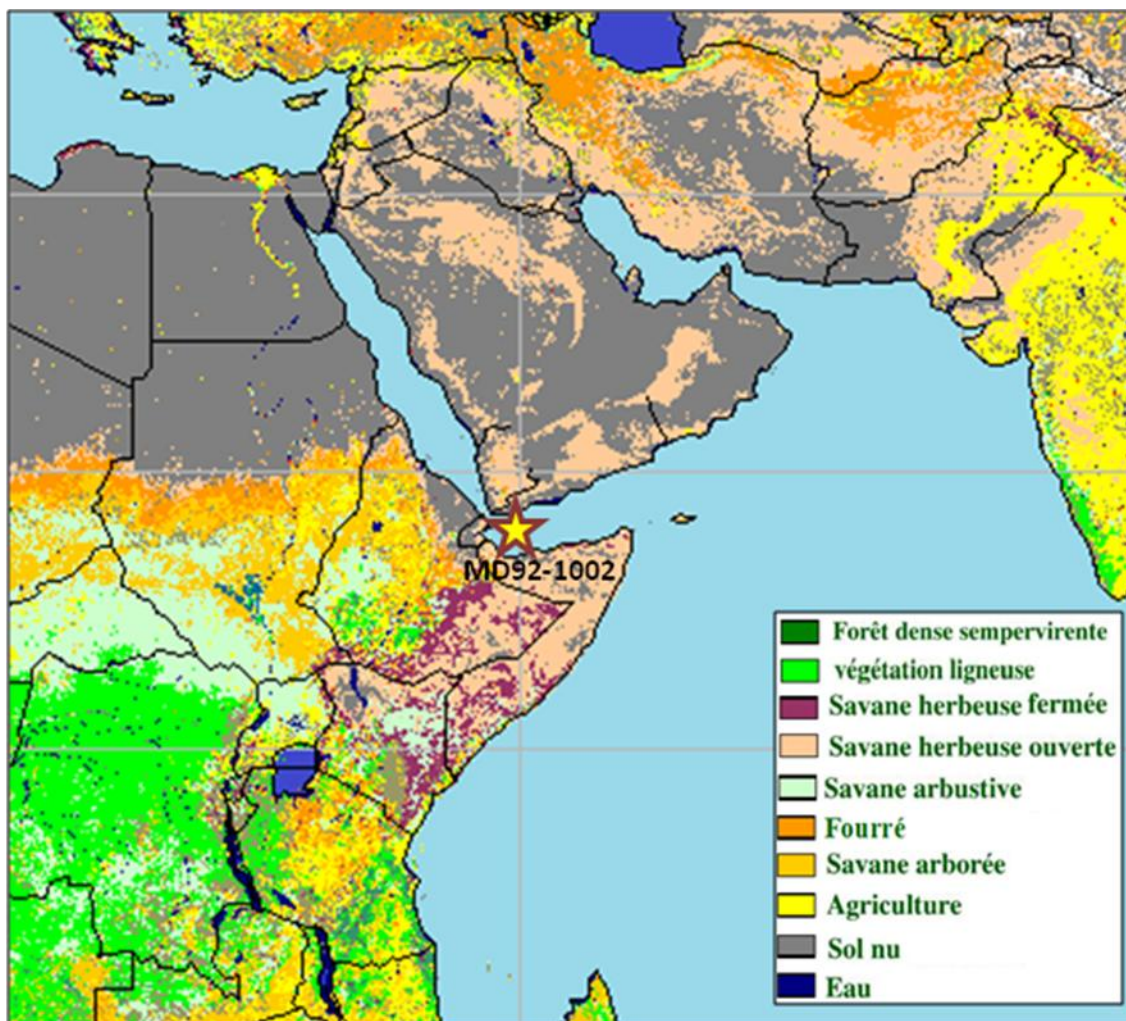 MD92-1002
Forêt dense sempervirente
végétation ligneuse
Savane herbeuse fermée
Savane herbeuse ouverte
Savane arbustive
Fourré
Savane arborée
Agriculture
Sol nu
Eau